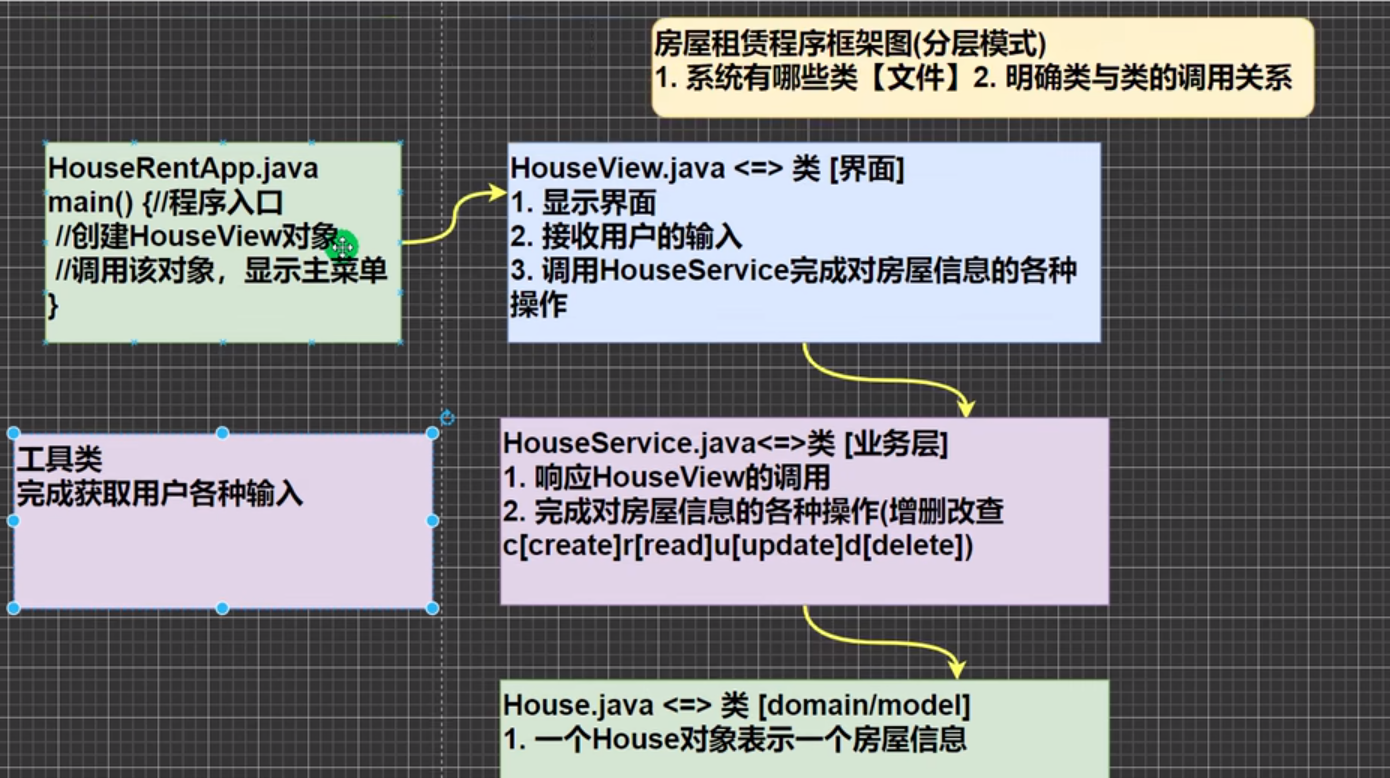 房屋租赁程序框架图(分层模式)
1. 系统有哪些类【文件】2. 明确类与类的调用关系
HouseRentApp.java
main() {//程序入口
//创建HouseView对象
//调用该对象，显示主菜单
}
HouseView.java <=> 类 [界面]
1. 显示界面
2. 接收用户的输入
3. 调用HouseService完成对房屋信息的各种
操作
工具类
完成获取用户各种输入
HouseService.java<=>类 [业务层]
1. 响应HouseView的调用
2. 完成对房屋信息的各种操作(增删改查
c[create]r[read]u[update]d[delete])
House.java <=> 类 [domain/model]
1. 一个House对象表示一个房屋信息